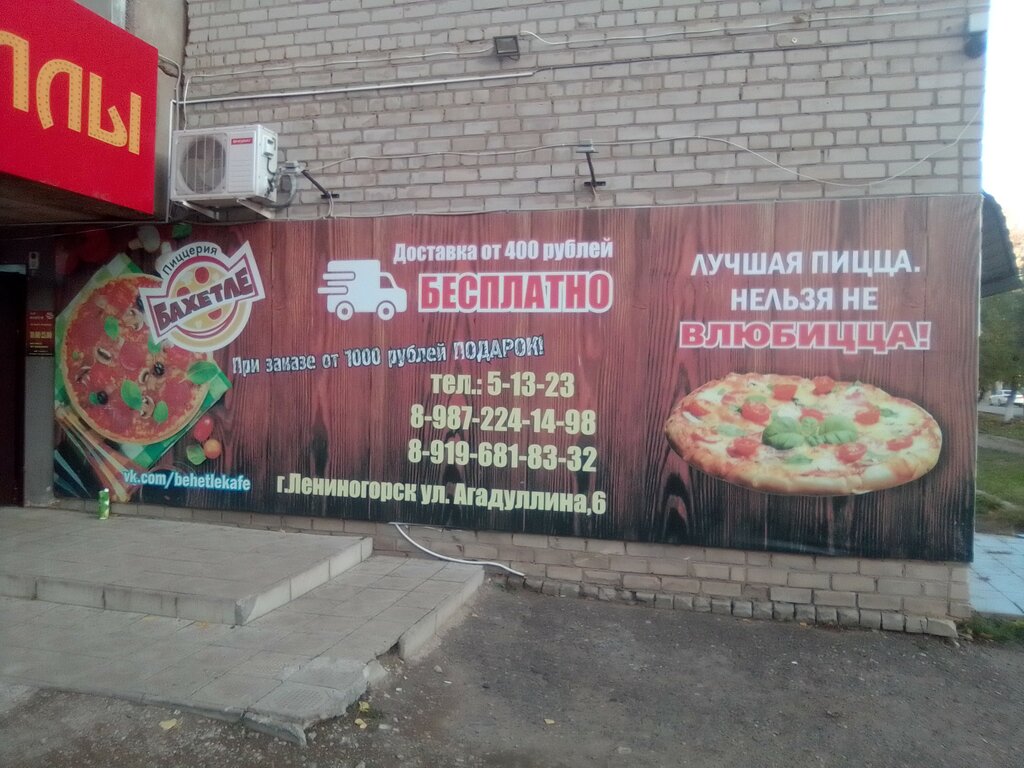 Пиццерия
БАХЕТЛЕ
Доставка от 400 рублей
БЕСПЛАТНО
При заказе от 1000 рублей ПОДАРОК!
тел.: 5-13-23
8-987-224-14-98
8-919-681-83-32
vk.com/behetlekafe
г.Лениногорск ул. Агадуллина,6
ЛУЧШАЯ ПИЦЦА.
НЕЛЬЗЯ НЕ
ВЛЮБИЦЦА!